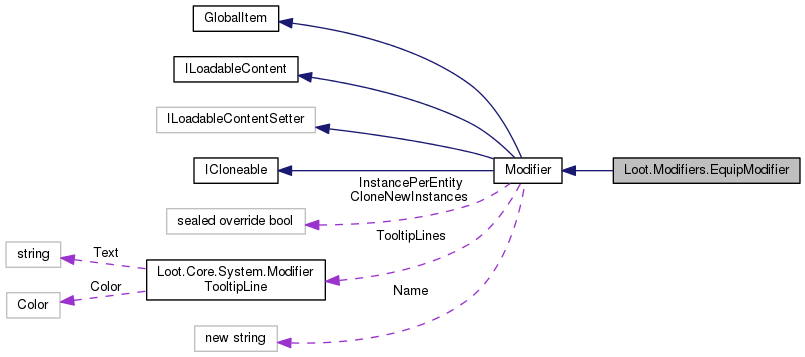 GlobalItem
ILoadableContent
ILoadableContentSetter
ICloneable
Modifier
Loot.Modifiers.EquipModifier
InstancePerEntity
CloneNewInstances
sealed override bool
TooltipLines
string
Text
Loot.Core.System.Modifier
TooltipLine
Color
Color
Name
new string